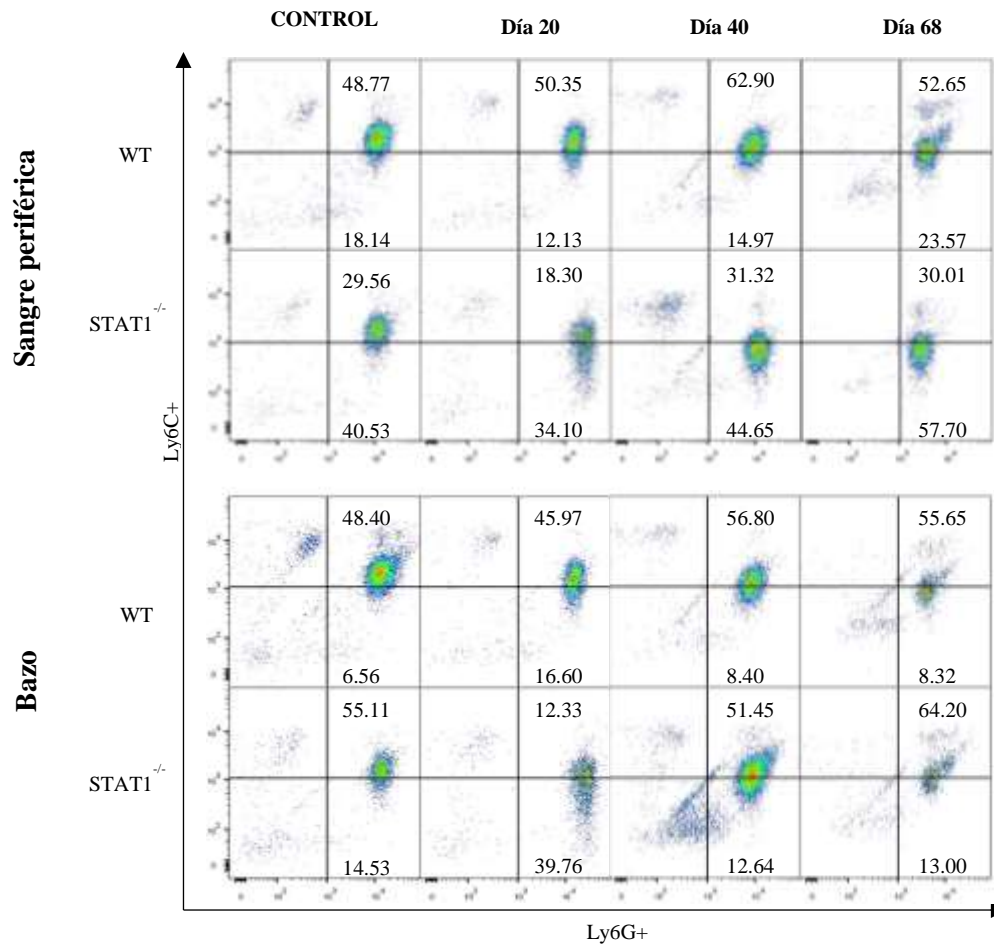 CONTROL Día 20 Día 40 Día 68
Sangre periférica
WT
48.77 50.35 62.90 52.65
18.14 12.13 14.97 23.57
STAT1-/-
29.56 18.30 31.32 30.01
40.53 34.10 44.65 57.70
Ly6C+
Bazo
WT
48.40 45.97 56.80 55.65
6.56 16.60 8.40 8.32
STAT1-/-
55.11 12.33 51.45 64.20
14.53 39.76 12.64 13.00
Ly6G+